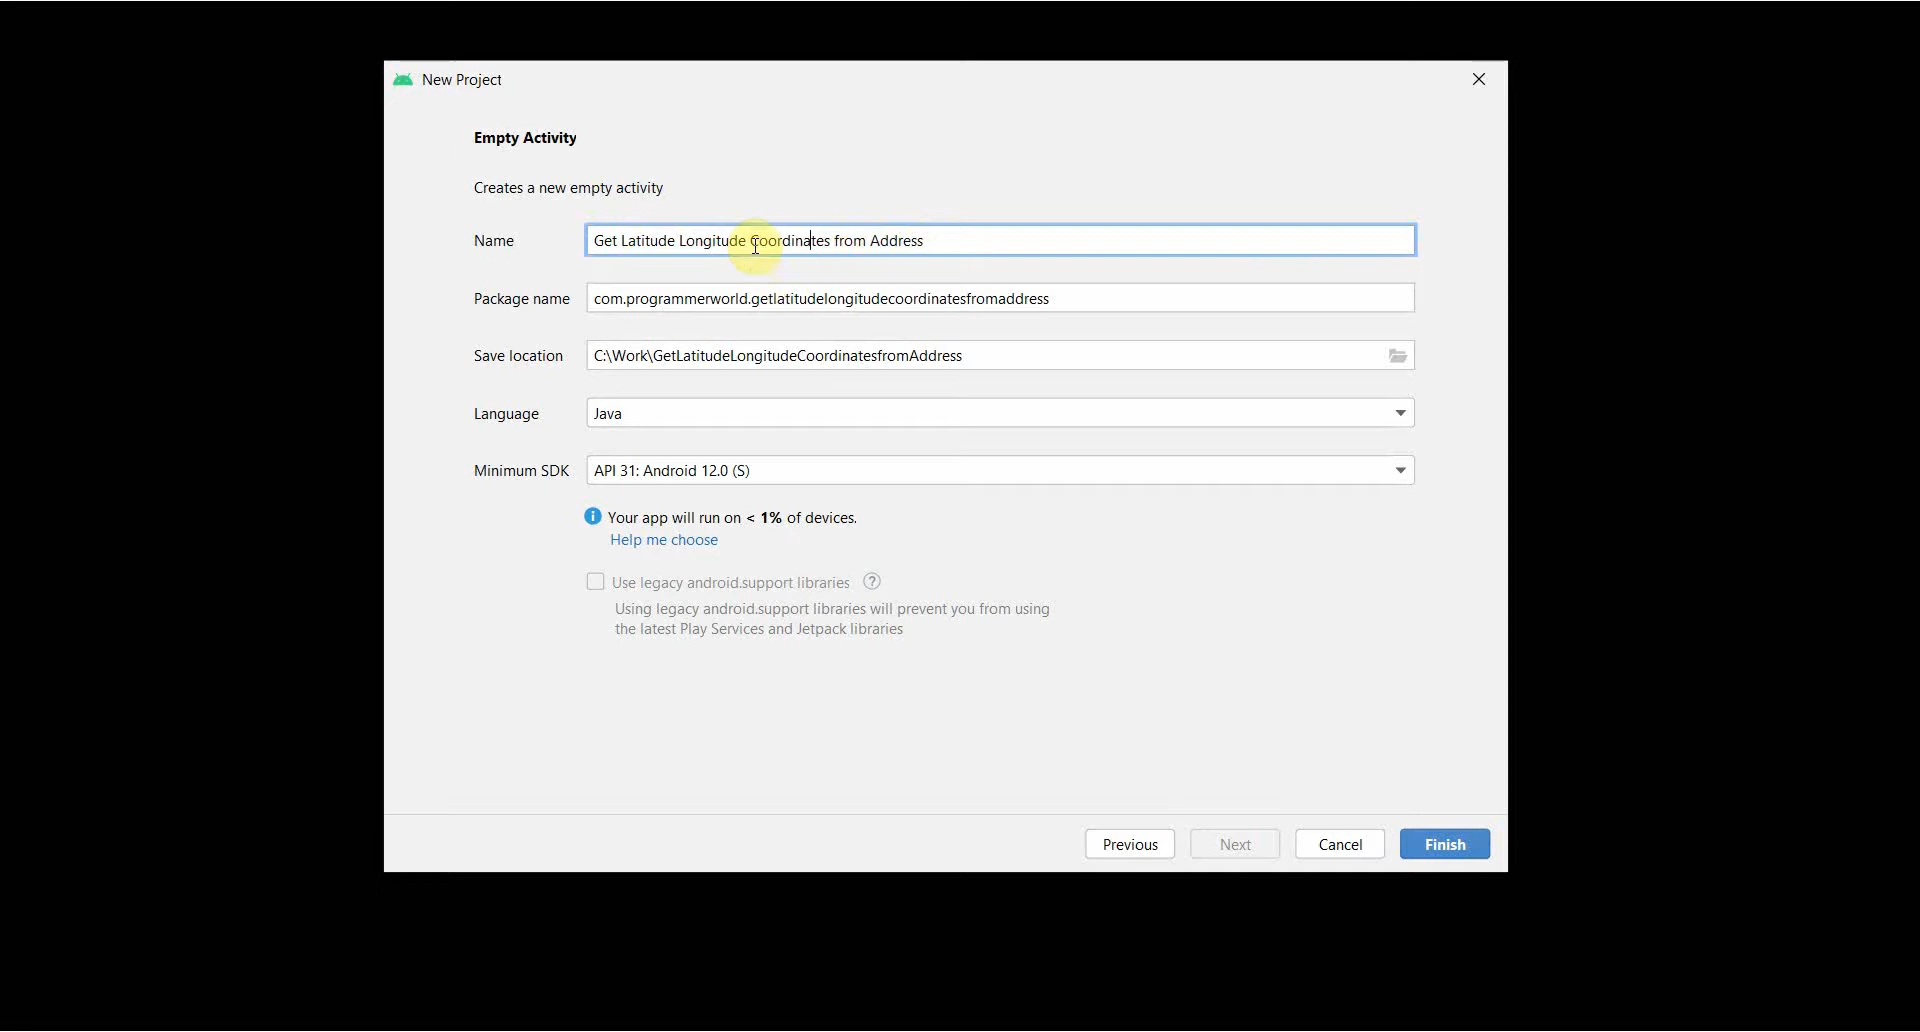 New Project
Empty Activity
Creates a new empty activity
Name Get Latitude Longitude Coordinates from Address
Package name com.programmerworld.getlatitudelongitudecoordinatesfromaddress
Save location C:\Work\GetLatitudeLongitudeCoordinatesfromAddress
Language Java
Minimum SDK API 31: Android 12.0 (S)
Your app will run on < 1% of devices.
Help me choose
Use legacy android.support libraries ?
Using legacy android.support libraries will prevent you from using
the latest Play Services and Jetpack libraries
Previous Next Cancel Finish